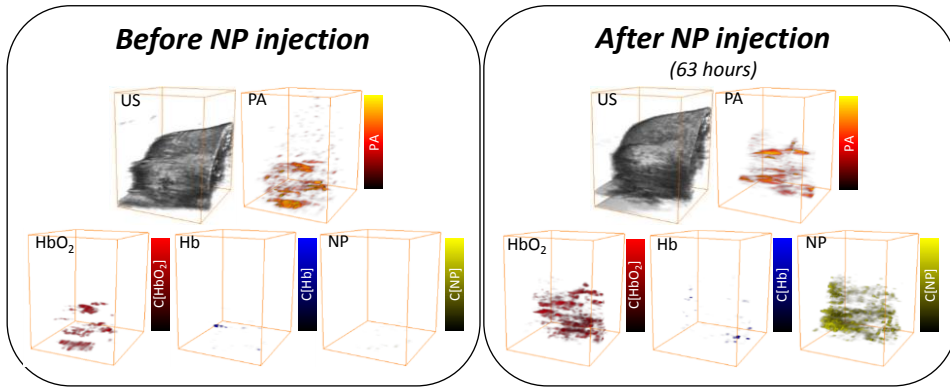 Before NP injection
US
PA
PA
HbO₂
C[HbO₂]
Hb
C[Hb]
NP
C[NP]
After NP injection
(63 hours)
US
PA
PA
HbO₂
C[HbO₂]
Hb
C[Hb]
NP
C[NP]